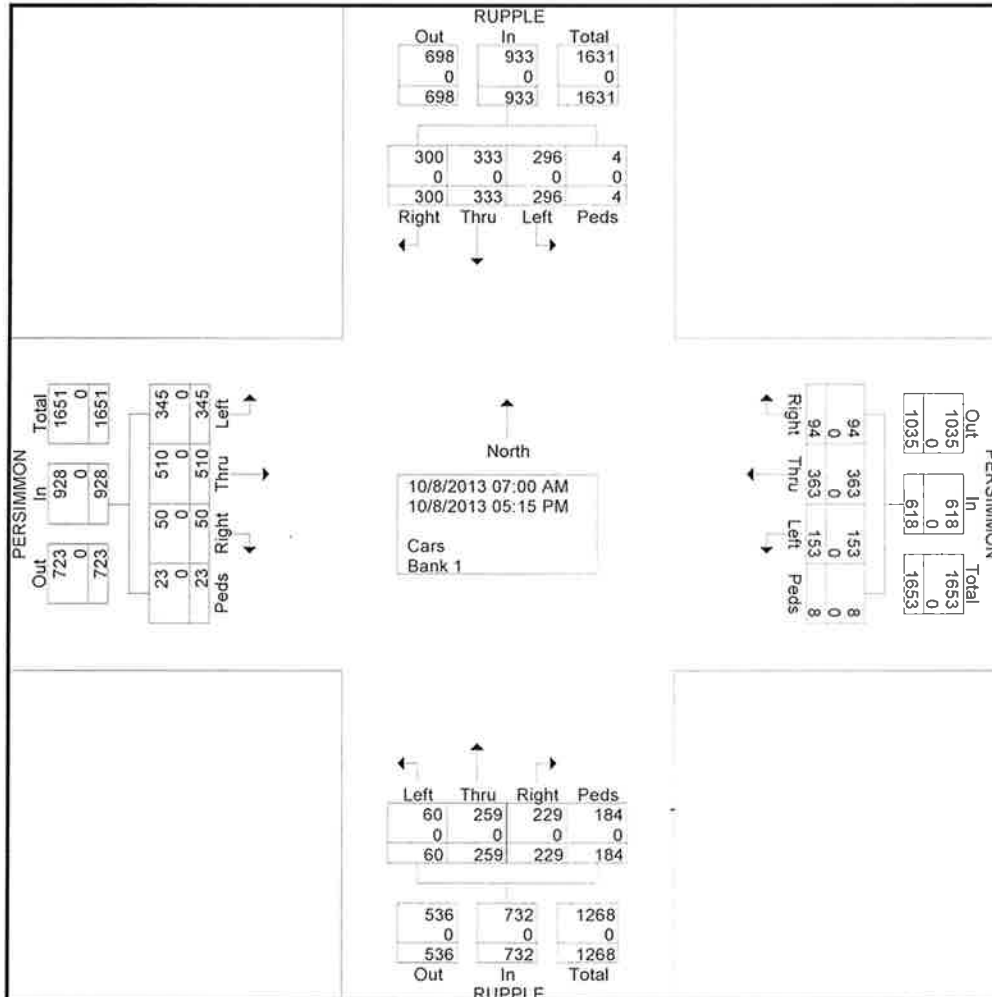 RUPPLE
Out In Total
698 933 1631
0 0 0
698 933 1631
300 333 296 4
0 0 0 0
300 333 296 4
Right Thru Left Peds
PERSIMMON
Total In Out
1651 928 723
0 0 0
1651 928 723
345 510 50 23
0 0 0 0
345 510 50 23
Left Thru Right Peds
North
10/8/2013 07:00 AM
10/8/2013 05:15 PM
Cars
Bank 1
Right Thru Left Peds
94 363 153 8
0 0 0 0
94 363 153 8
Out In Total
1035 618 1653
0 0 0
1035 618 1653
PERSIMMON
Left Thru Right Peds
60 259 229 184
0 0 0 0
60 259 229 184
536 732 1268
0 0 0
536 732 1268
Out In Total
RUPPLE